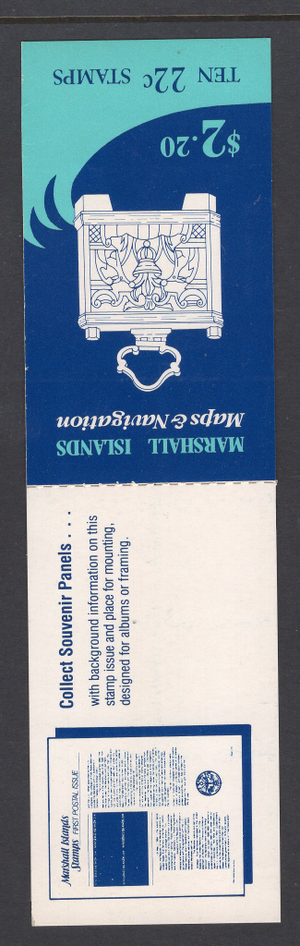 MARSHALL ISLANDS
Maps & Navigation
$2.20
TEN 22c STAMPS
Collect Souvenir Panels . . .
with background information on this
stamp issue and place for mounting,
designed for albums or framing.
Marshall Islands
Stamps FIRST POSTAL ISSUE